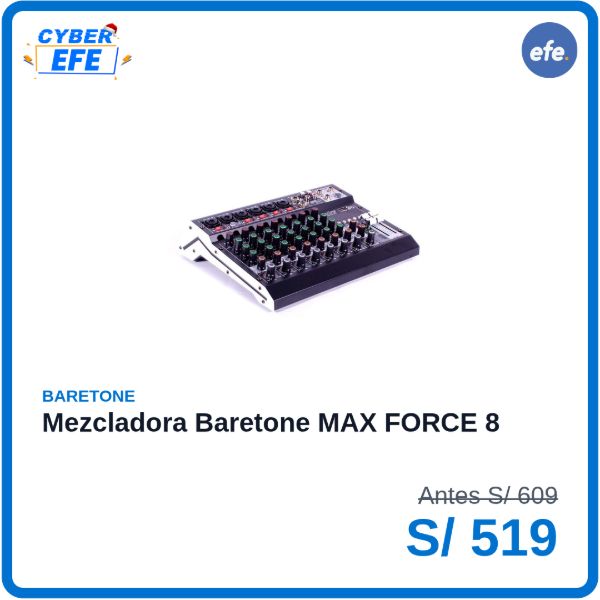 CYBER
EFE
efe.
BARETONE
Mezcladora Baretone MAX FORCE 8
Antes S/ 609
S/ 519